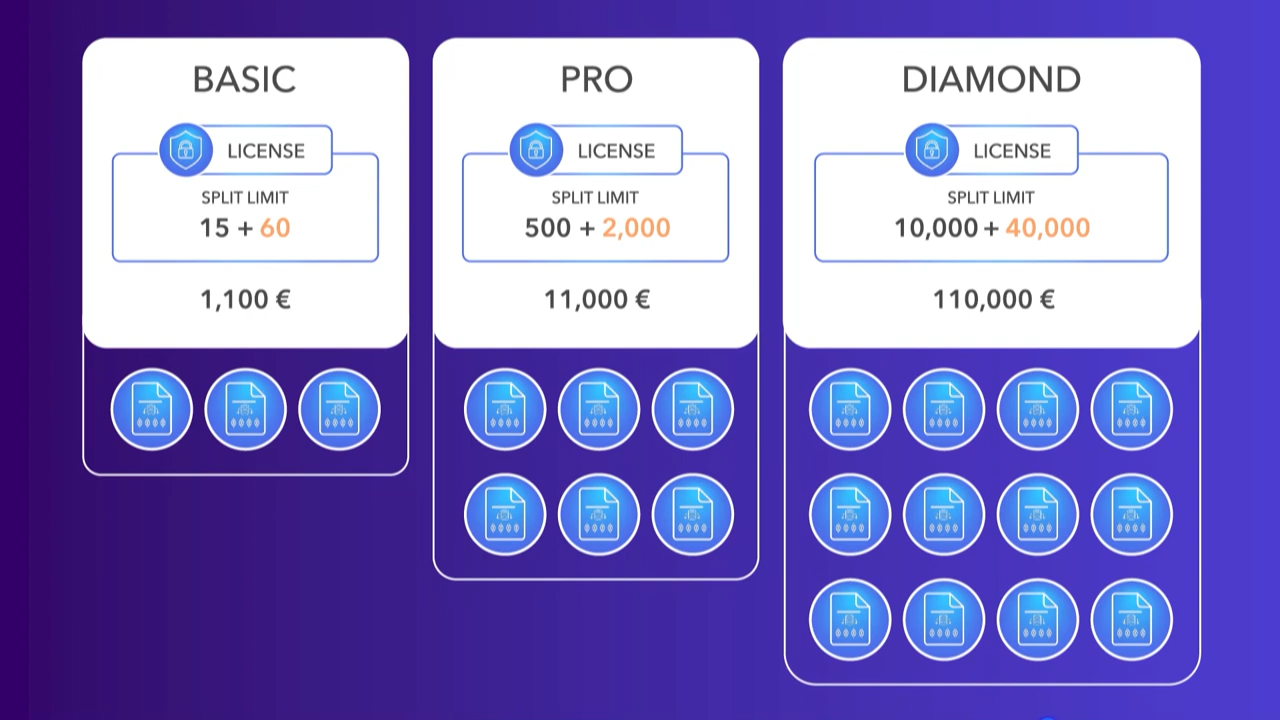 BASIC
LICENSE
SPLIT LIMIT
15 + 60
1,100 €
PRO
LICENSE
SPLIT LIMIT
500 + 2,000
11,000 €
DIAMOND
LICENSE
SPLIT LIMIT
10,000 + 40,000
110,000 €